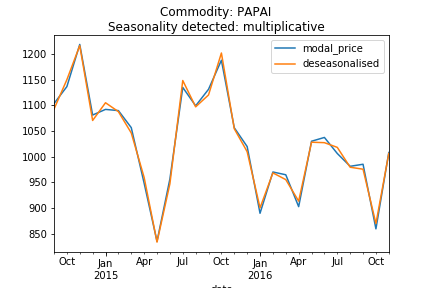 Commodity: PAPAI
Seasonality detected: multiplicative
modal_price
deseasonalised
1200
1150
1100
1050
1000
950
900
850
Oct Jan Apr Jul Oct Jan Apr Jul Oct
2015 2016